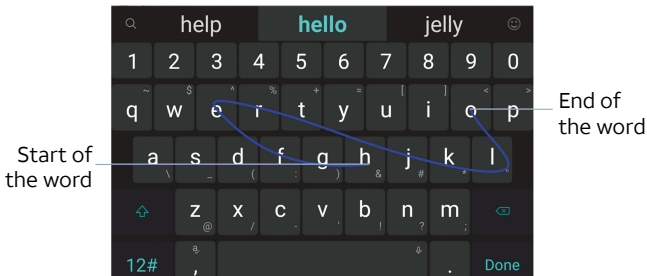 help hello jelly
1 2 3 4 5 6 7 8 9 0
~ $ ^ % + = [ ] < >
q w e r t y u i o p
End of
the word
a s d f g h j k l
\ _ ( : ) & # * "
Start of
the word
z x c v b n m
@ / - ' ! ? ;
12# , . Done